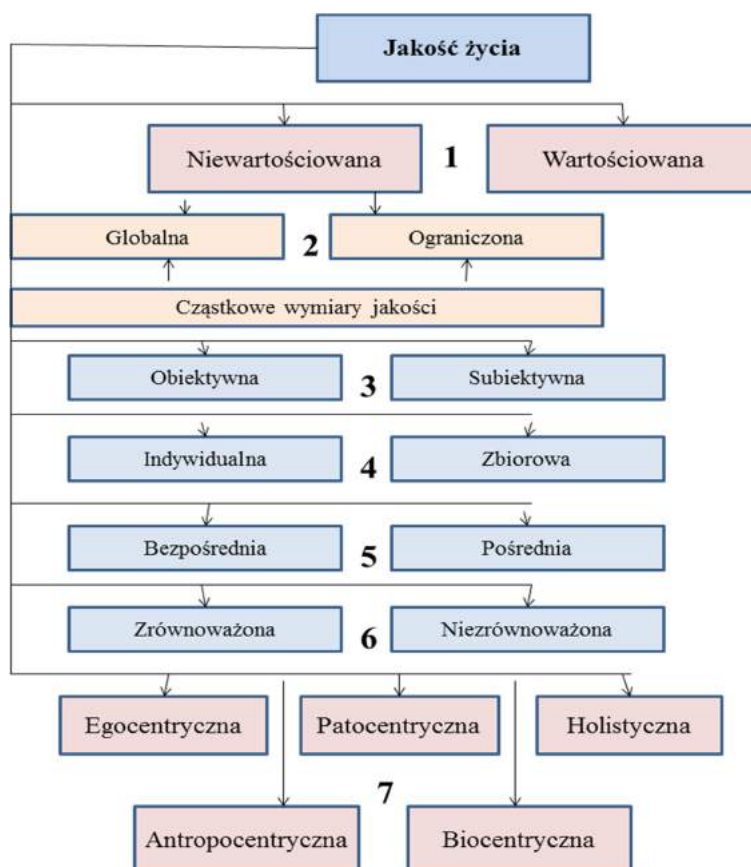 Jakość życia
Niewartościowana 1 Wartościowana
Globalna 2 Ograniczona
Cząstkowe wymiary jakości
Obiektywna 3 Subiektywna
Indywidualna 4 Zbiorowa
Bezpośrednia 5 Pośrednia
Zrównoważona 6 Niezrównoważona
Egocentryczna Patocentryczna Holistyczna
7
Antropocentryczna Biocentryczna